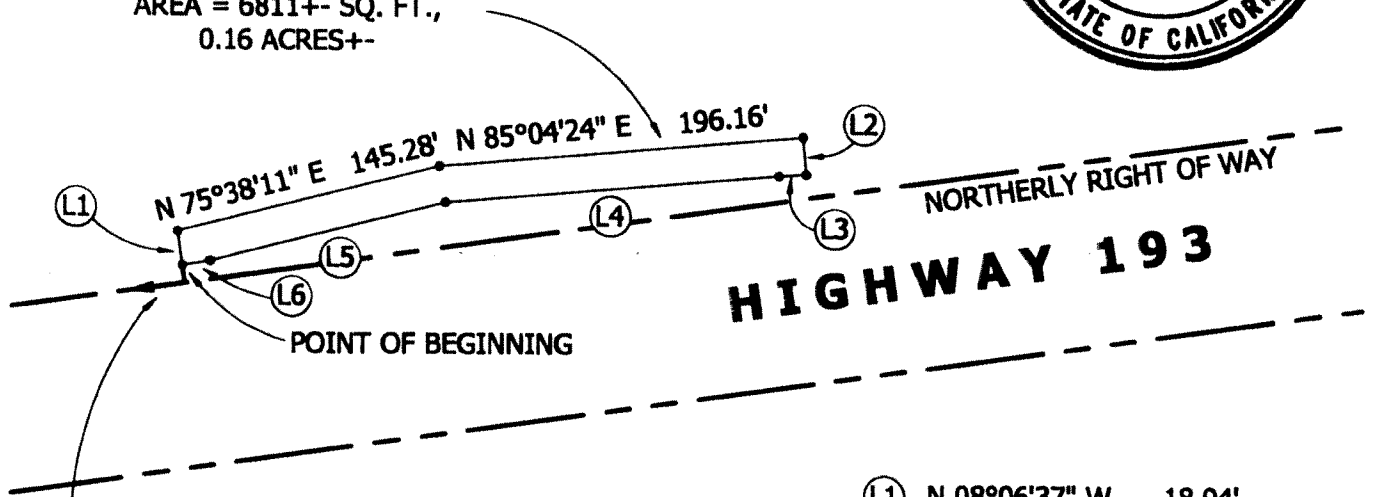 AREA = 6811+- SQ. FT.,
0.16 ACRES+-
STATE OF CALIFORNIA
N 75°38'11" E 145.28'
N 85°04'24" E 196.16'
L2
L1
NORTHERLY RIGHT OF WAY
L4
L3
L5
HIGHWAY 193
L6
POINT OF BEGINNING
L1 N 08°06'37" W 18.04'